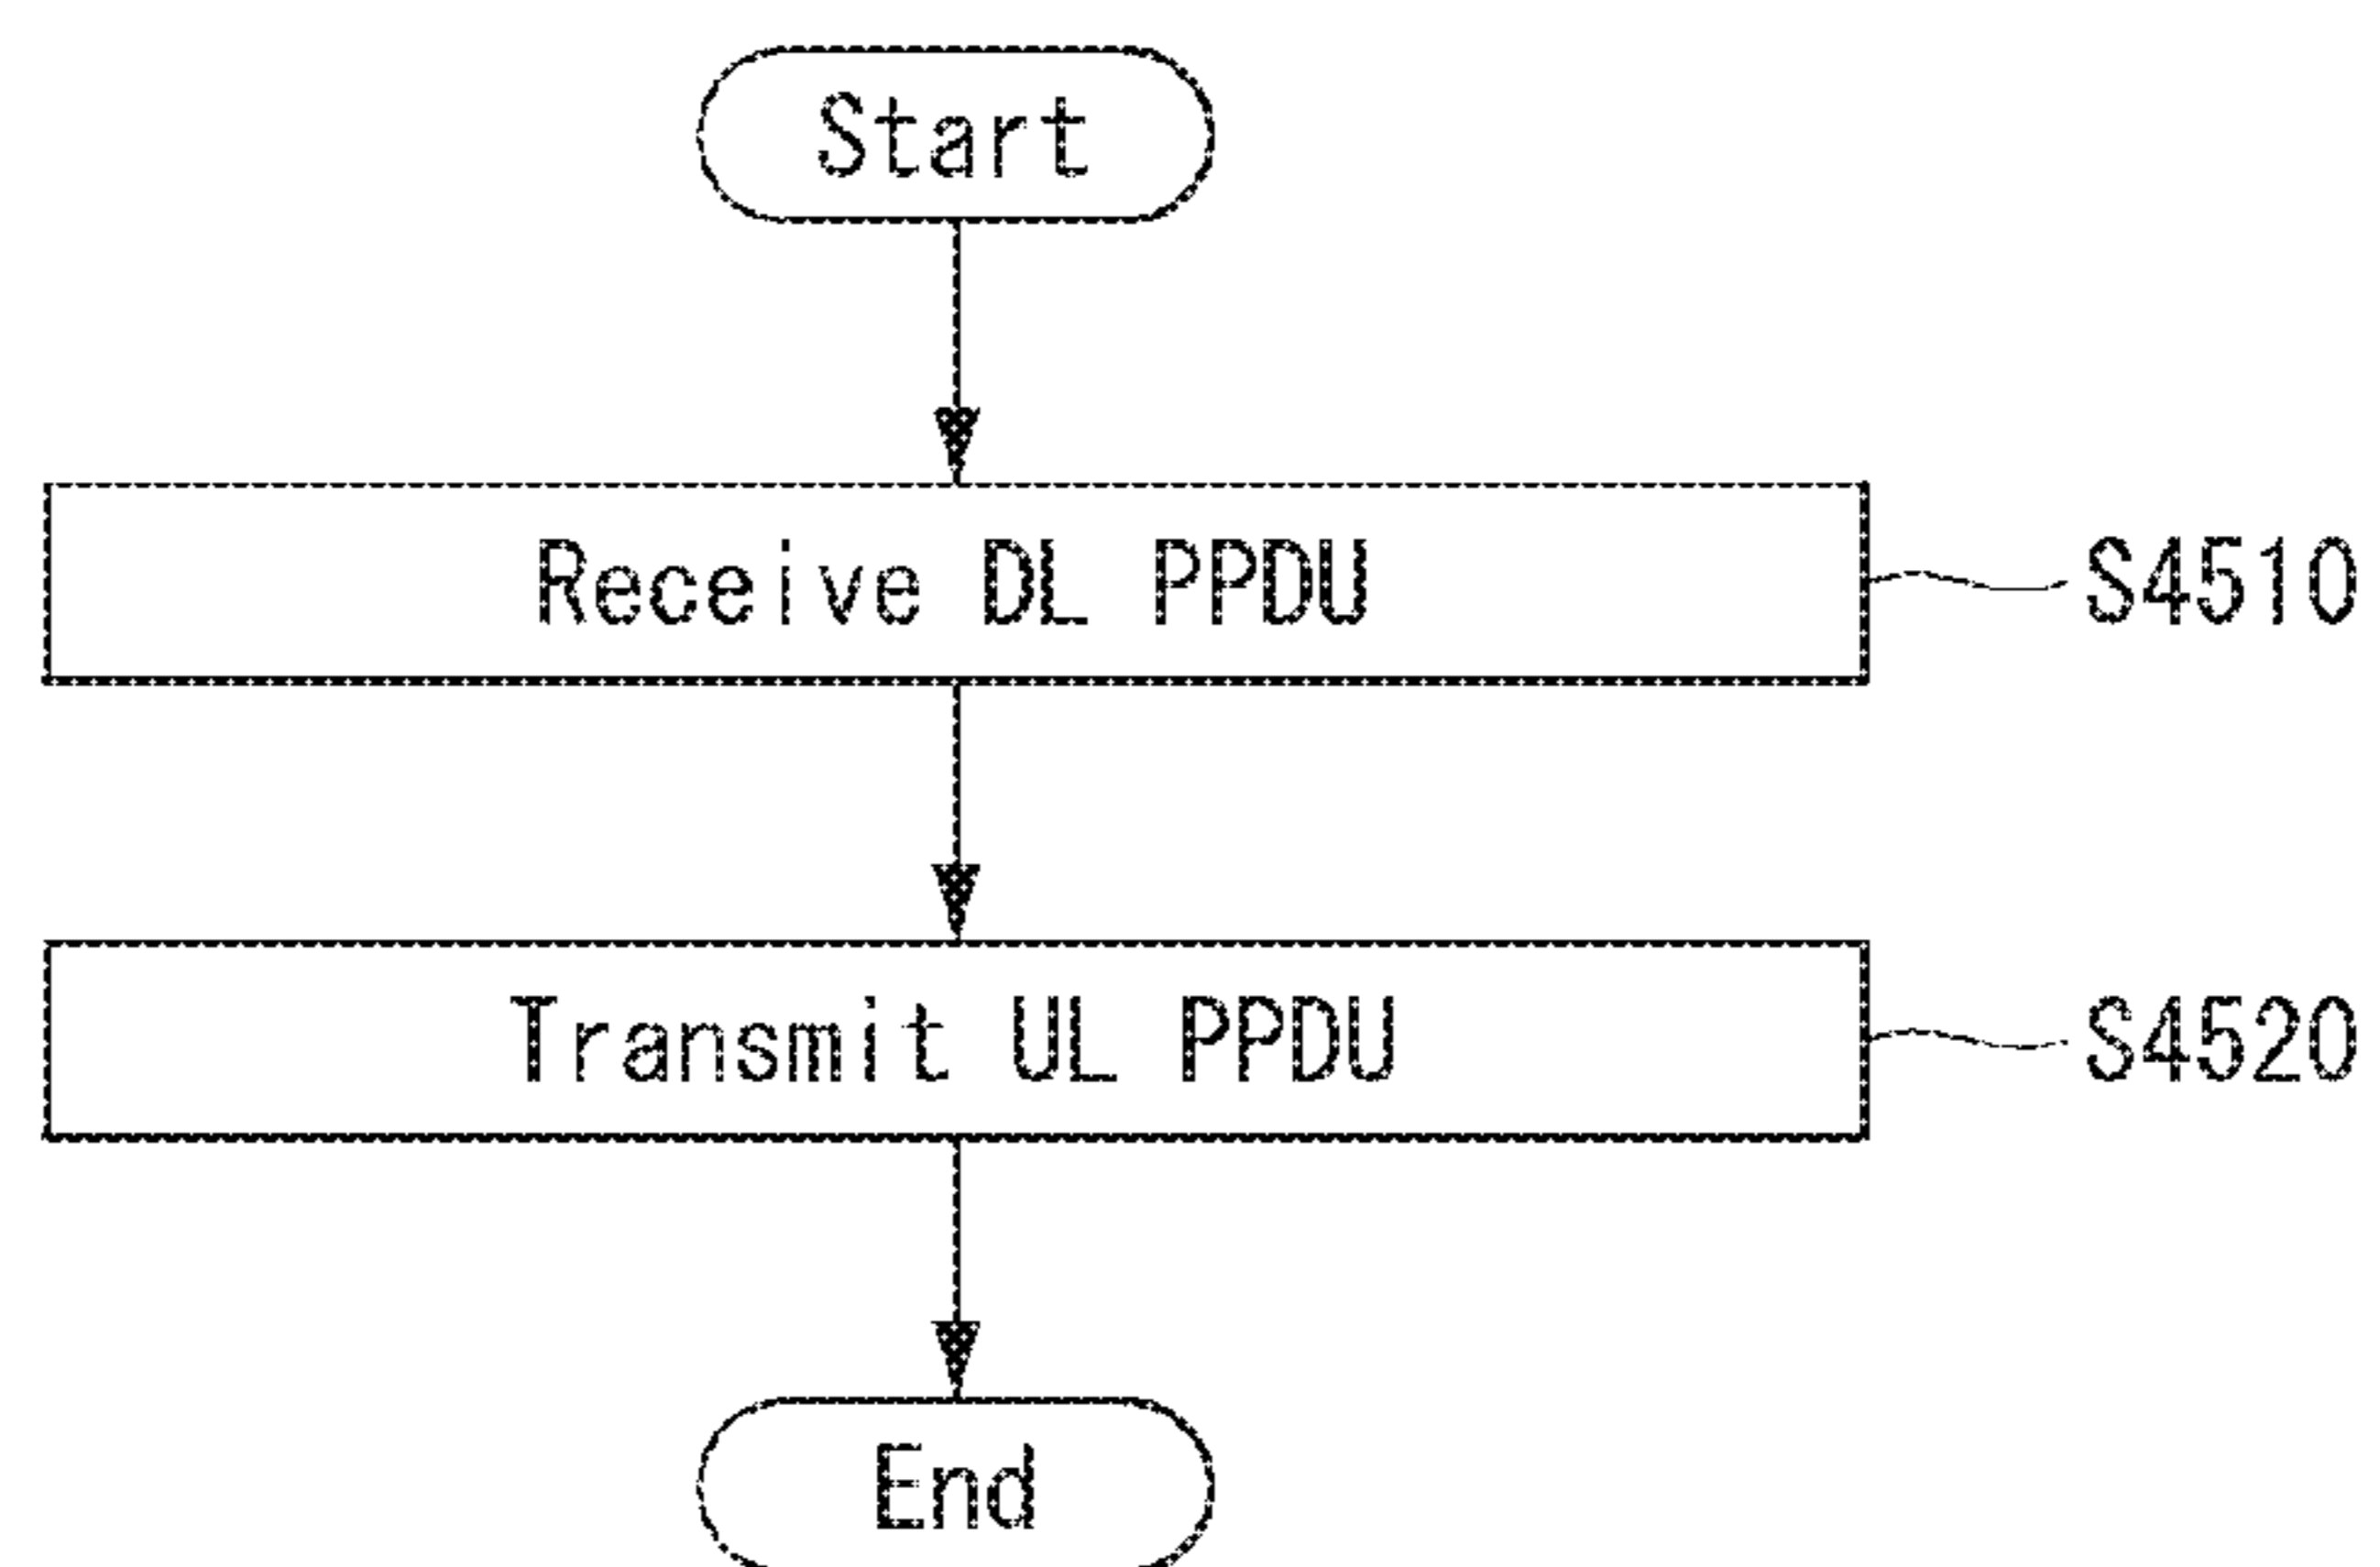 Start
Receive DL PPDU
S4510
Transmit UL PPDU
S4520
End